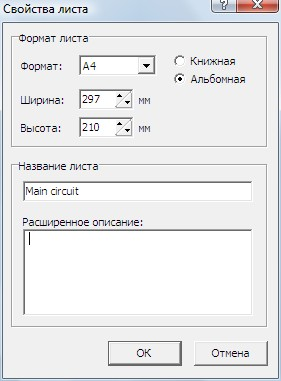 Свойства листа
Формат листа
Формат: A4
Книжная
Альбомная
Ширина: 297 мм
Высота: 210 мм
Название листа
Main circuit
Расширенное описание:
OK Отмена